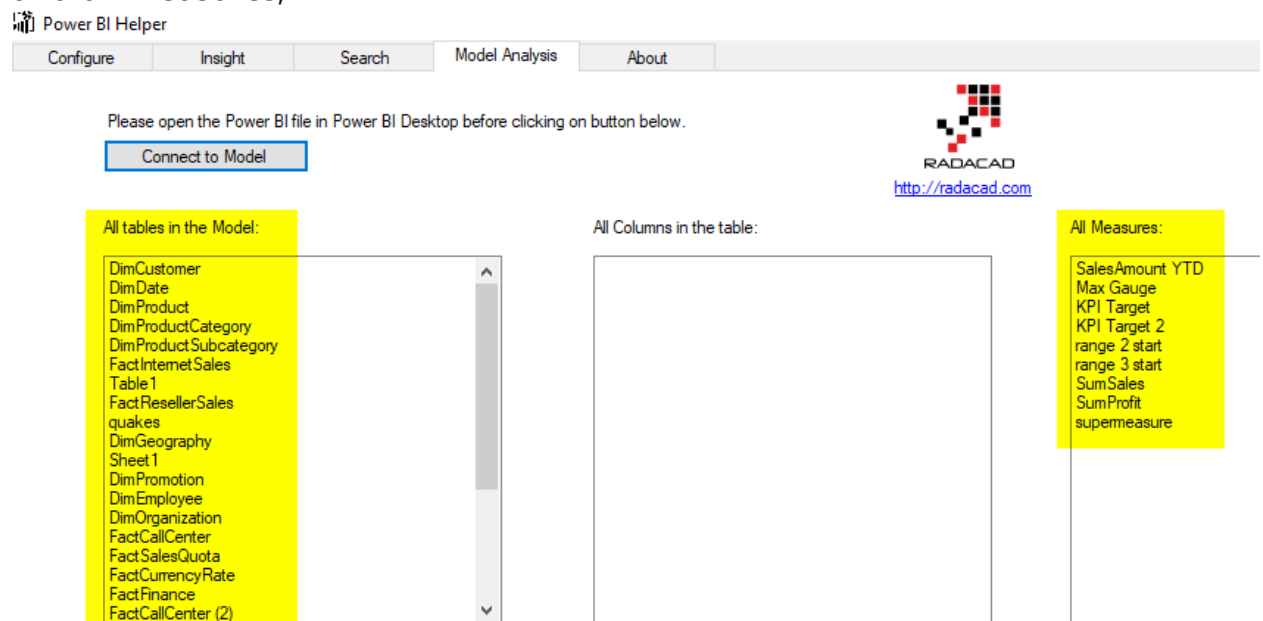 Power BI Helper
Configure Insight Search Model Analysis About
Please open the Power BI file in Power BI Desktop before clicking on button below.
Connect to Model
RADACAD
http://radacad.com
All tables in the Model:
DimCustomer
DimDate
DimProduct
DimProductCategory
DimProductSubcategory
FactInternetSales
Table1
FactResellerSales
quakes
DimGeography
Sheet1
DimPromotion
DimEmployee
DimOrganization
FactCallCenter
FactSalesQuota
FactCurrencyRate
FactFinance
FactCallCenter (2)
All Columns in the table:
All Measures:
SalesAmount YTD
Max Gauge
KPI Target
KPI Target 2
range 2 start
range 3 start
SumSales
SumProfit
supermeasure